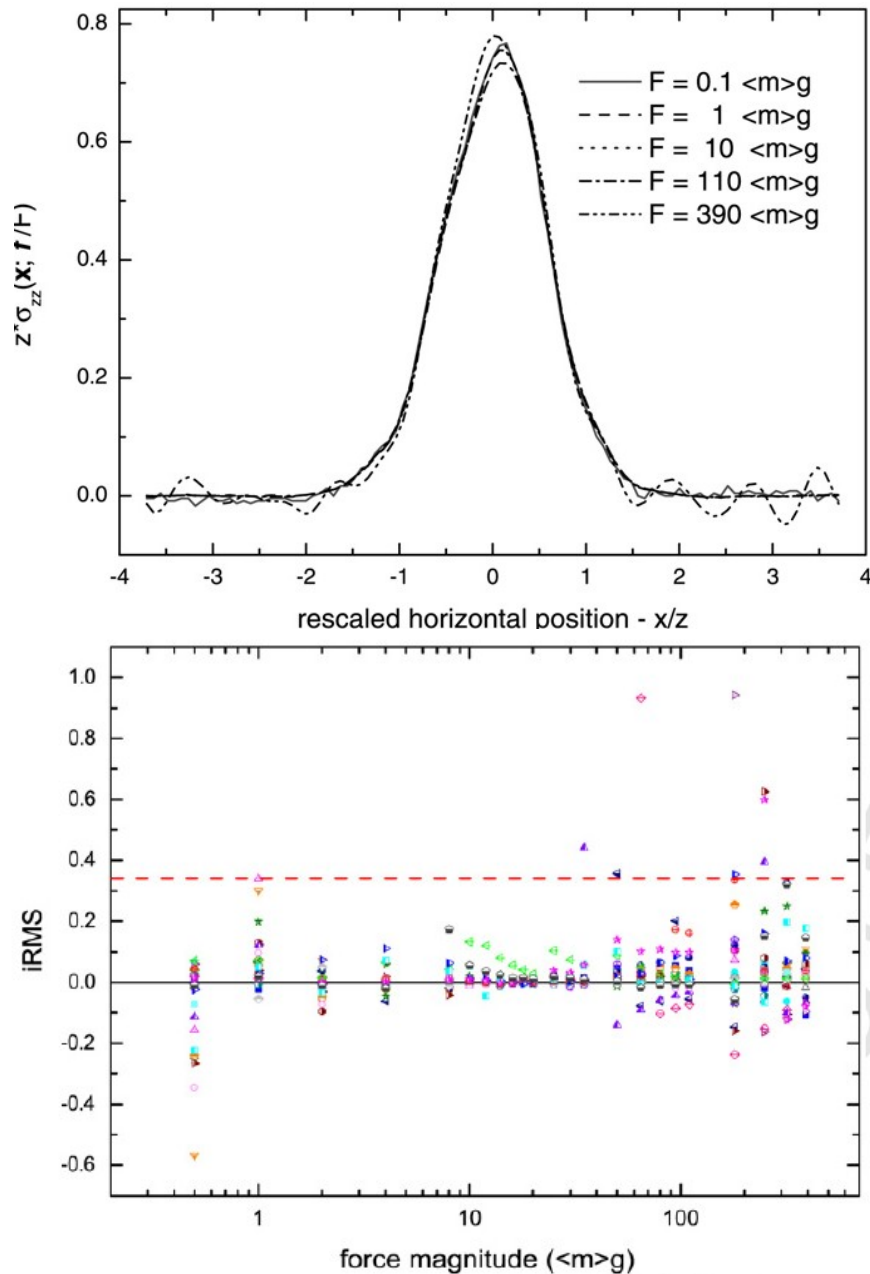 0.8
0.6
0.4
0.2
0.0
z*σzz(x; f/F)
F = 0.1 <m>g
F = 1 <m>g
F = 10 <m>g
F = 110 <m>g
F = 390 <m>g
-4 -3 -2 -1 0 1 2 3 4
rescaled horizontal position - x/z
1.0
0.8
0.6
0.4
0.2
0.0
-0.2
-0.4
-0.6
iRMS
1 10 100
force magnitude (<m>g)